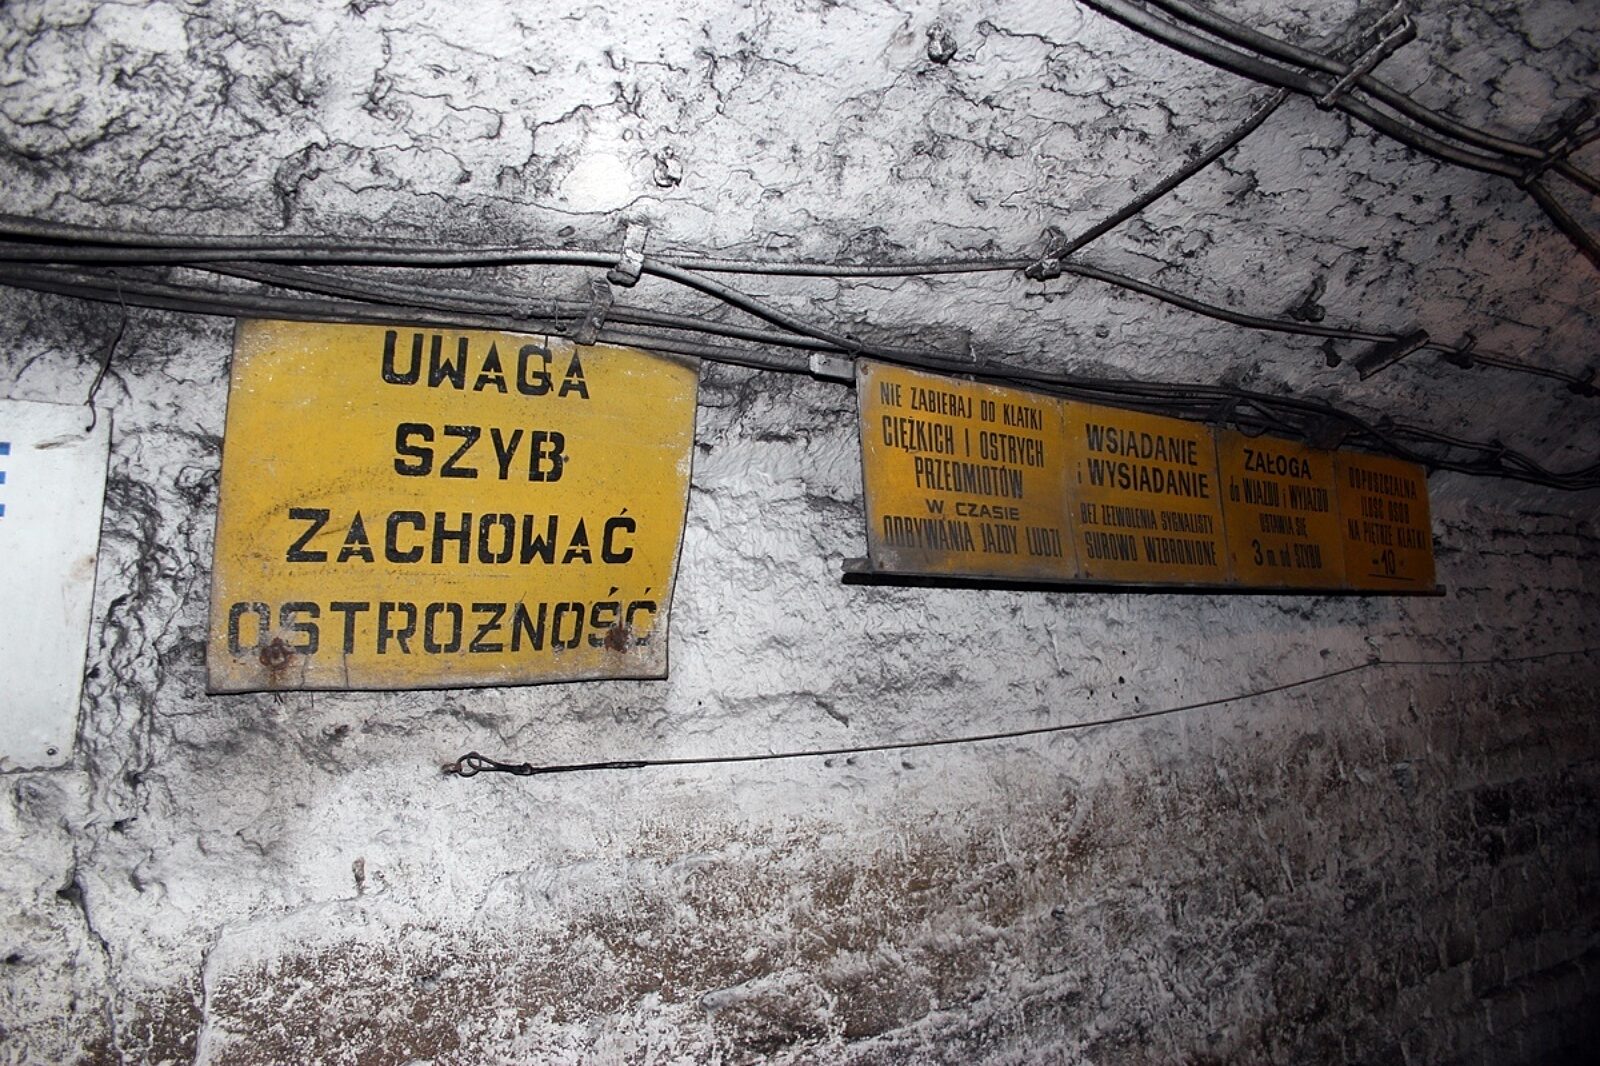 UWAGA
SZYB
ZACHOWAĆ
OSTROŻNOŚĆ
NIE ZABIERAJ DO KLATKI
CIĘŻKICH I OSTRYCH
PRZEDMIOTÓW
W CZASIE
ODBYWANIA JAZDY LUDZI
WSIADANIE
i WYSIADANIE
BEZ ZEZWOLENIA SYGNALISTY
SUROWO WZBRONIONE
ZAŁOGA
do WJAZDU i WYJAZDU
USTAWIA SIĘ
3 m. od SZYBU
DOPUSZCZALNA
ILOŚĆ OSÓB
NA PIĘTRZE KLATKI
10